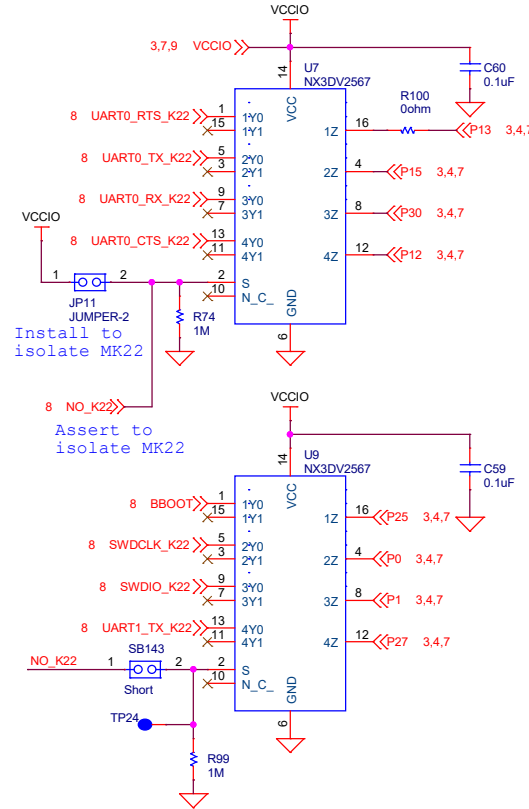 VCCIO
3,7,9 VCCIO
U7
NX3DV2567
C60
0.1uF
14
VCC
R100
0ohm
8 UART0_RTS_K22 1 1Y0 1Z 16 P13 3,4,7
15 1Y1
8 UART0_TX_K22 5 2Y0 2Z 4 P15 3,4,7
3 2Y1
8 UART0_RX_K22 9 3Y0 3Z 8 P30 3,4,7
7 3Y1
8 UART0_CTS_K22 13 4Y0 4Z 12 P12 3,4,7
11 4Y1
VCCIO
1 2 2 S
10 N_C_
JP11
JUMPER-2
R74
1M
GND
6
Install to
isolate MK22
8 NO_K22
Assert to
isolate MK22
VCCIO
U9
NX3DV2567
C59
0.1uF
14
VCC
8 BBOOT 1 1Y0 1Z 16 P25 3,4,7
15 1Y1
8 SWDCLK_K22 5 2Y0 2Z 4 P0 3,4,7
3 2Y1
8 SWDIO_K22 9 3Y0 3Z 8 P1 3,4,7
7 3Y1
8 UART1_TX_K22 13 4Y0 4Z 12 P27 3,4,7
11 4Y1
SB143
NO_K22 1 2 2 S
10 N_C_
Short
GND
6
TP24
R99
1M